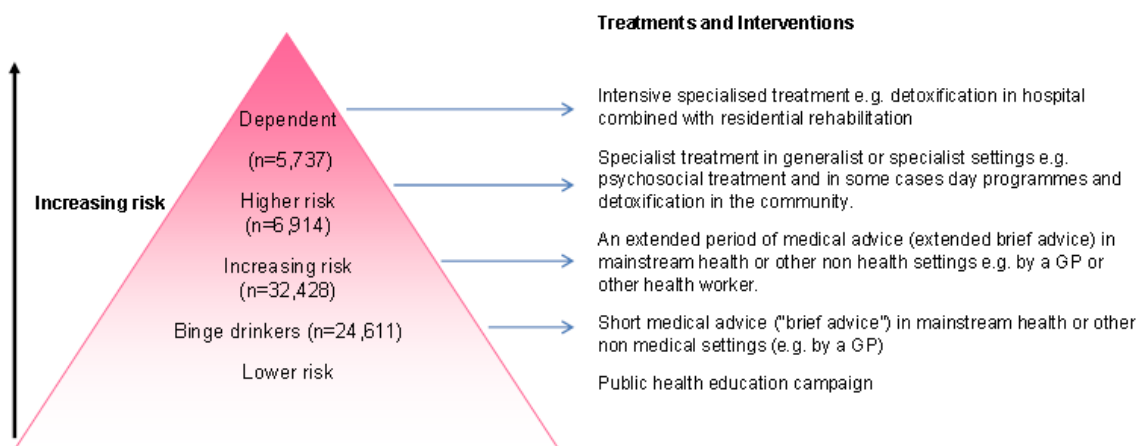 Treatments and Interventions
Increasing risk
Dependent
(n=5,737)
Higher risk
(n=6,914)
Increasing risk
(n=32,428)
Binge drinkers (n=24,611)
Lower risk
Intensive specialised treatment e.g. detoxification in hospital
combined with residential rehabilitation
Specialist treatment in generalist or specialist settings e.g.
psychosocial treatment and in some cases day programmes and
detoxification in the community.
An extended period of medical advice (extended brief advice) in
mainstream health or other non health settings e.g. by a GP or
other health worker.
Short medical advice ("brief advice") in mainstream health or other
non medical settings (e.g. by a GP)
Public health education campaign